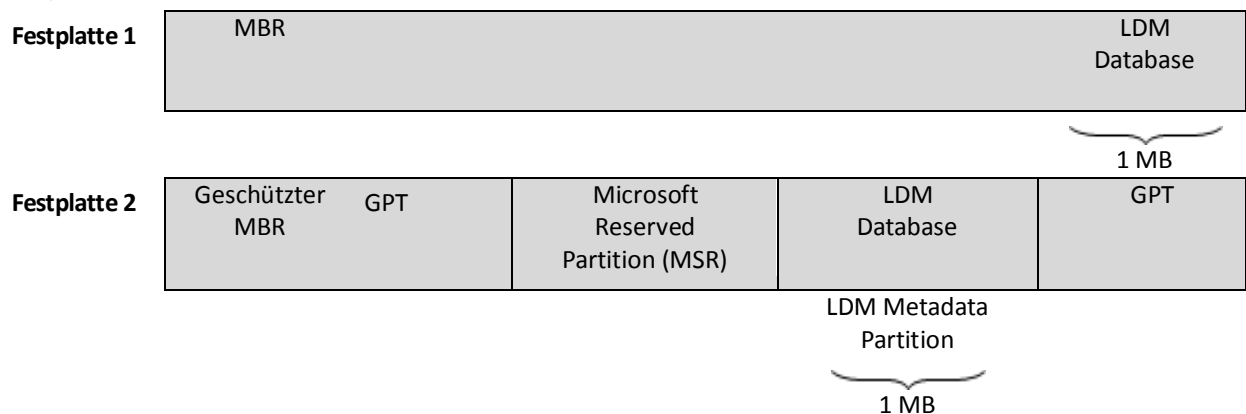 Festplatte 1
MBR
LDM
Database
1 MB
Festplatte 2
Geschützter
MBR
GPT
Microsoft
Reserved
Partition (MSR)
LDM
Database
GPT
LDM Metadata
Partition
1 MB